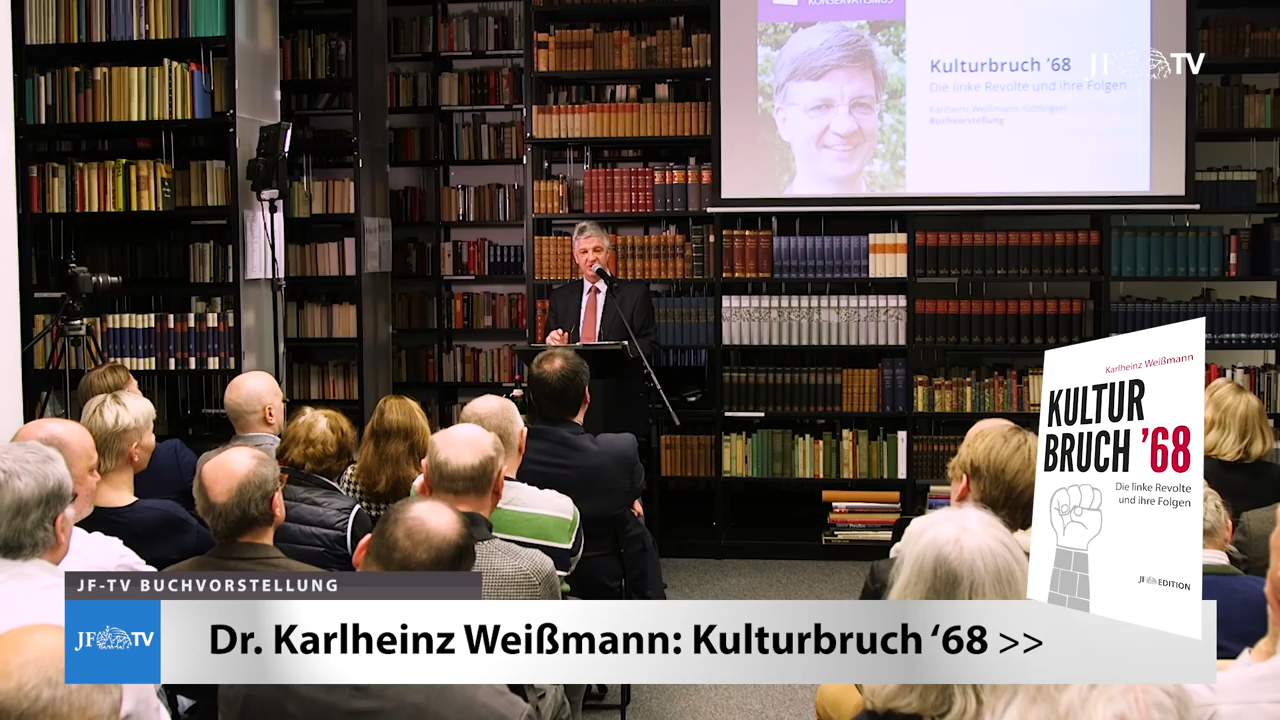 KONSERVATISMUS
Kulturbruch ’68
Die linke Revolte und ihre Folgen
Karlheinz Weißmann, Göttingen
Buchvorstellung
JF TV
Karlheinz Weißmann
KULTUR
BRUCH ’68
Die linke Revolte
und ihre Folgen
JF EDITION
JF-TV BUCHVORSTELLUNG
JF TV
Dr. Karlheinz Weißmann: Kulturbruch ‘68 >>